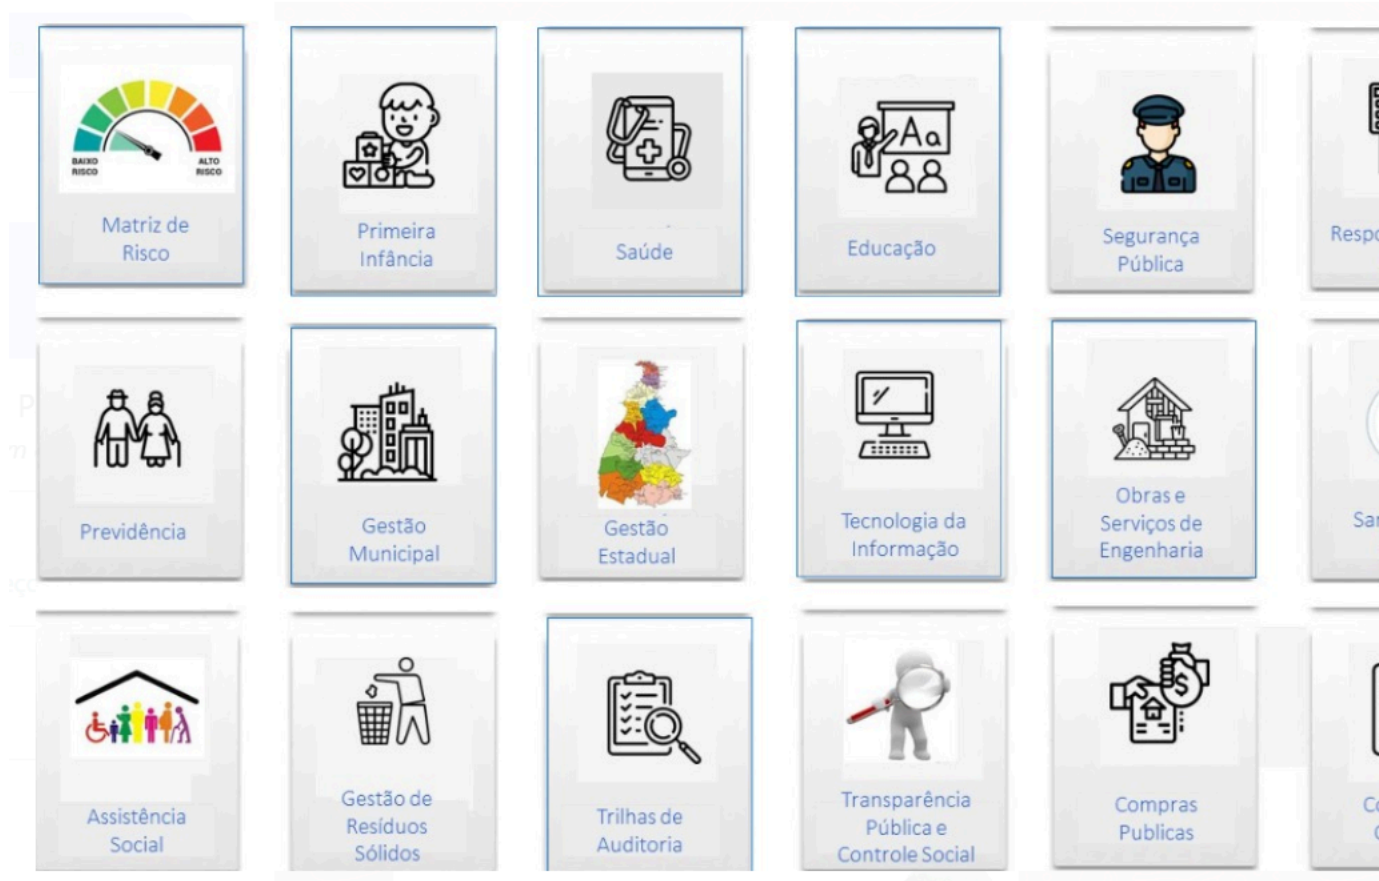 BAIXO
RISCO
ALTO
RISCO
Matriz de
Risco
Primeira
Infância
Saúde
Aa
Educação
Segurança
Pública
Previdência
Gestão
Municipal
Gestão
Estadual
Tecnologia da
Informação
Obras e
Serviços de
Engenharia
Assistência
Social
Gestão de
Resíduos
Sólidos
Trilhas de
Auditoria
Transparência
Pública e
Controle Social
$
Compras
Publicas